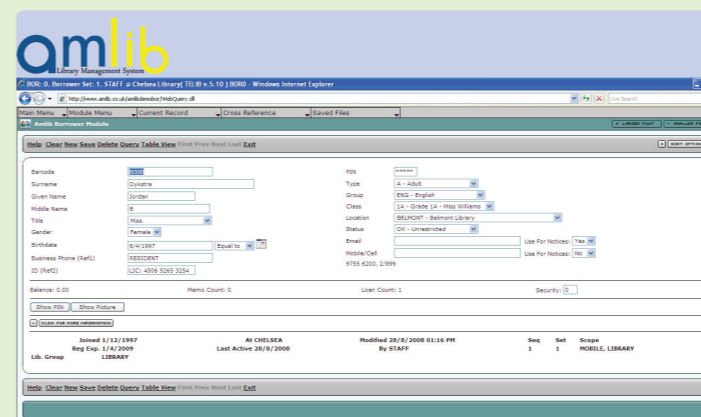 amlib
Library Management System
BOR: 0. Borrower Set: 1. STAFF @ Chelsea Library( TELIB v.5.10 ) BORD - Windows Internet Explorer
http://www.amlib.co.uk/amlibdemobor/WebQuery.dll Live Search
Main Menu Module Menu Current Record Cross Reference Saved Files
Amlib Borrower Module + LARGER FONT - SMALLER
Help Clear New Save Delete Query Table View First Prev Next Last Exit
Barcode PIN *****
Surname Dykstra Type A - Adult
Given Name Jordan Group ENG - English
Middle Name B Class 1A - Grade 1A - Miss Williams
Title Miss Location BELMONT - Belmont Library
Gender Female Status OK - Unrestricted
Birthdate 6/4/1997 Equal to Email Use For Notices: Yes
Business Phone (Ref1) RESIDENT Mobile/Cell Use For Notices: No
9755 6200, 2/899
ID (Ref2) LIC: 4506 5265 3254
Balance: 0.00 Memo Count: 0 Loan Count: 1 Security: 0
Show PIN Show Picture
CLICK FOR MORE INFORMATION
Joined 1/12/1997 At CHELSEA Modified 28/8/2008 01:16 PM Seq Set Scope
Reg Exp. 1/4/2009 Last Active 28/8/2008 By STAFF 1 1 MOBILE, LIBRARY
Lib. Group LIBRARY
Help Clear New Save Delete Query Table View First Prev Next Last Exit